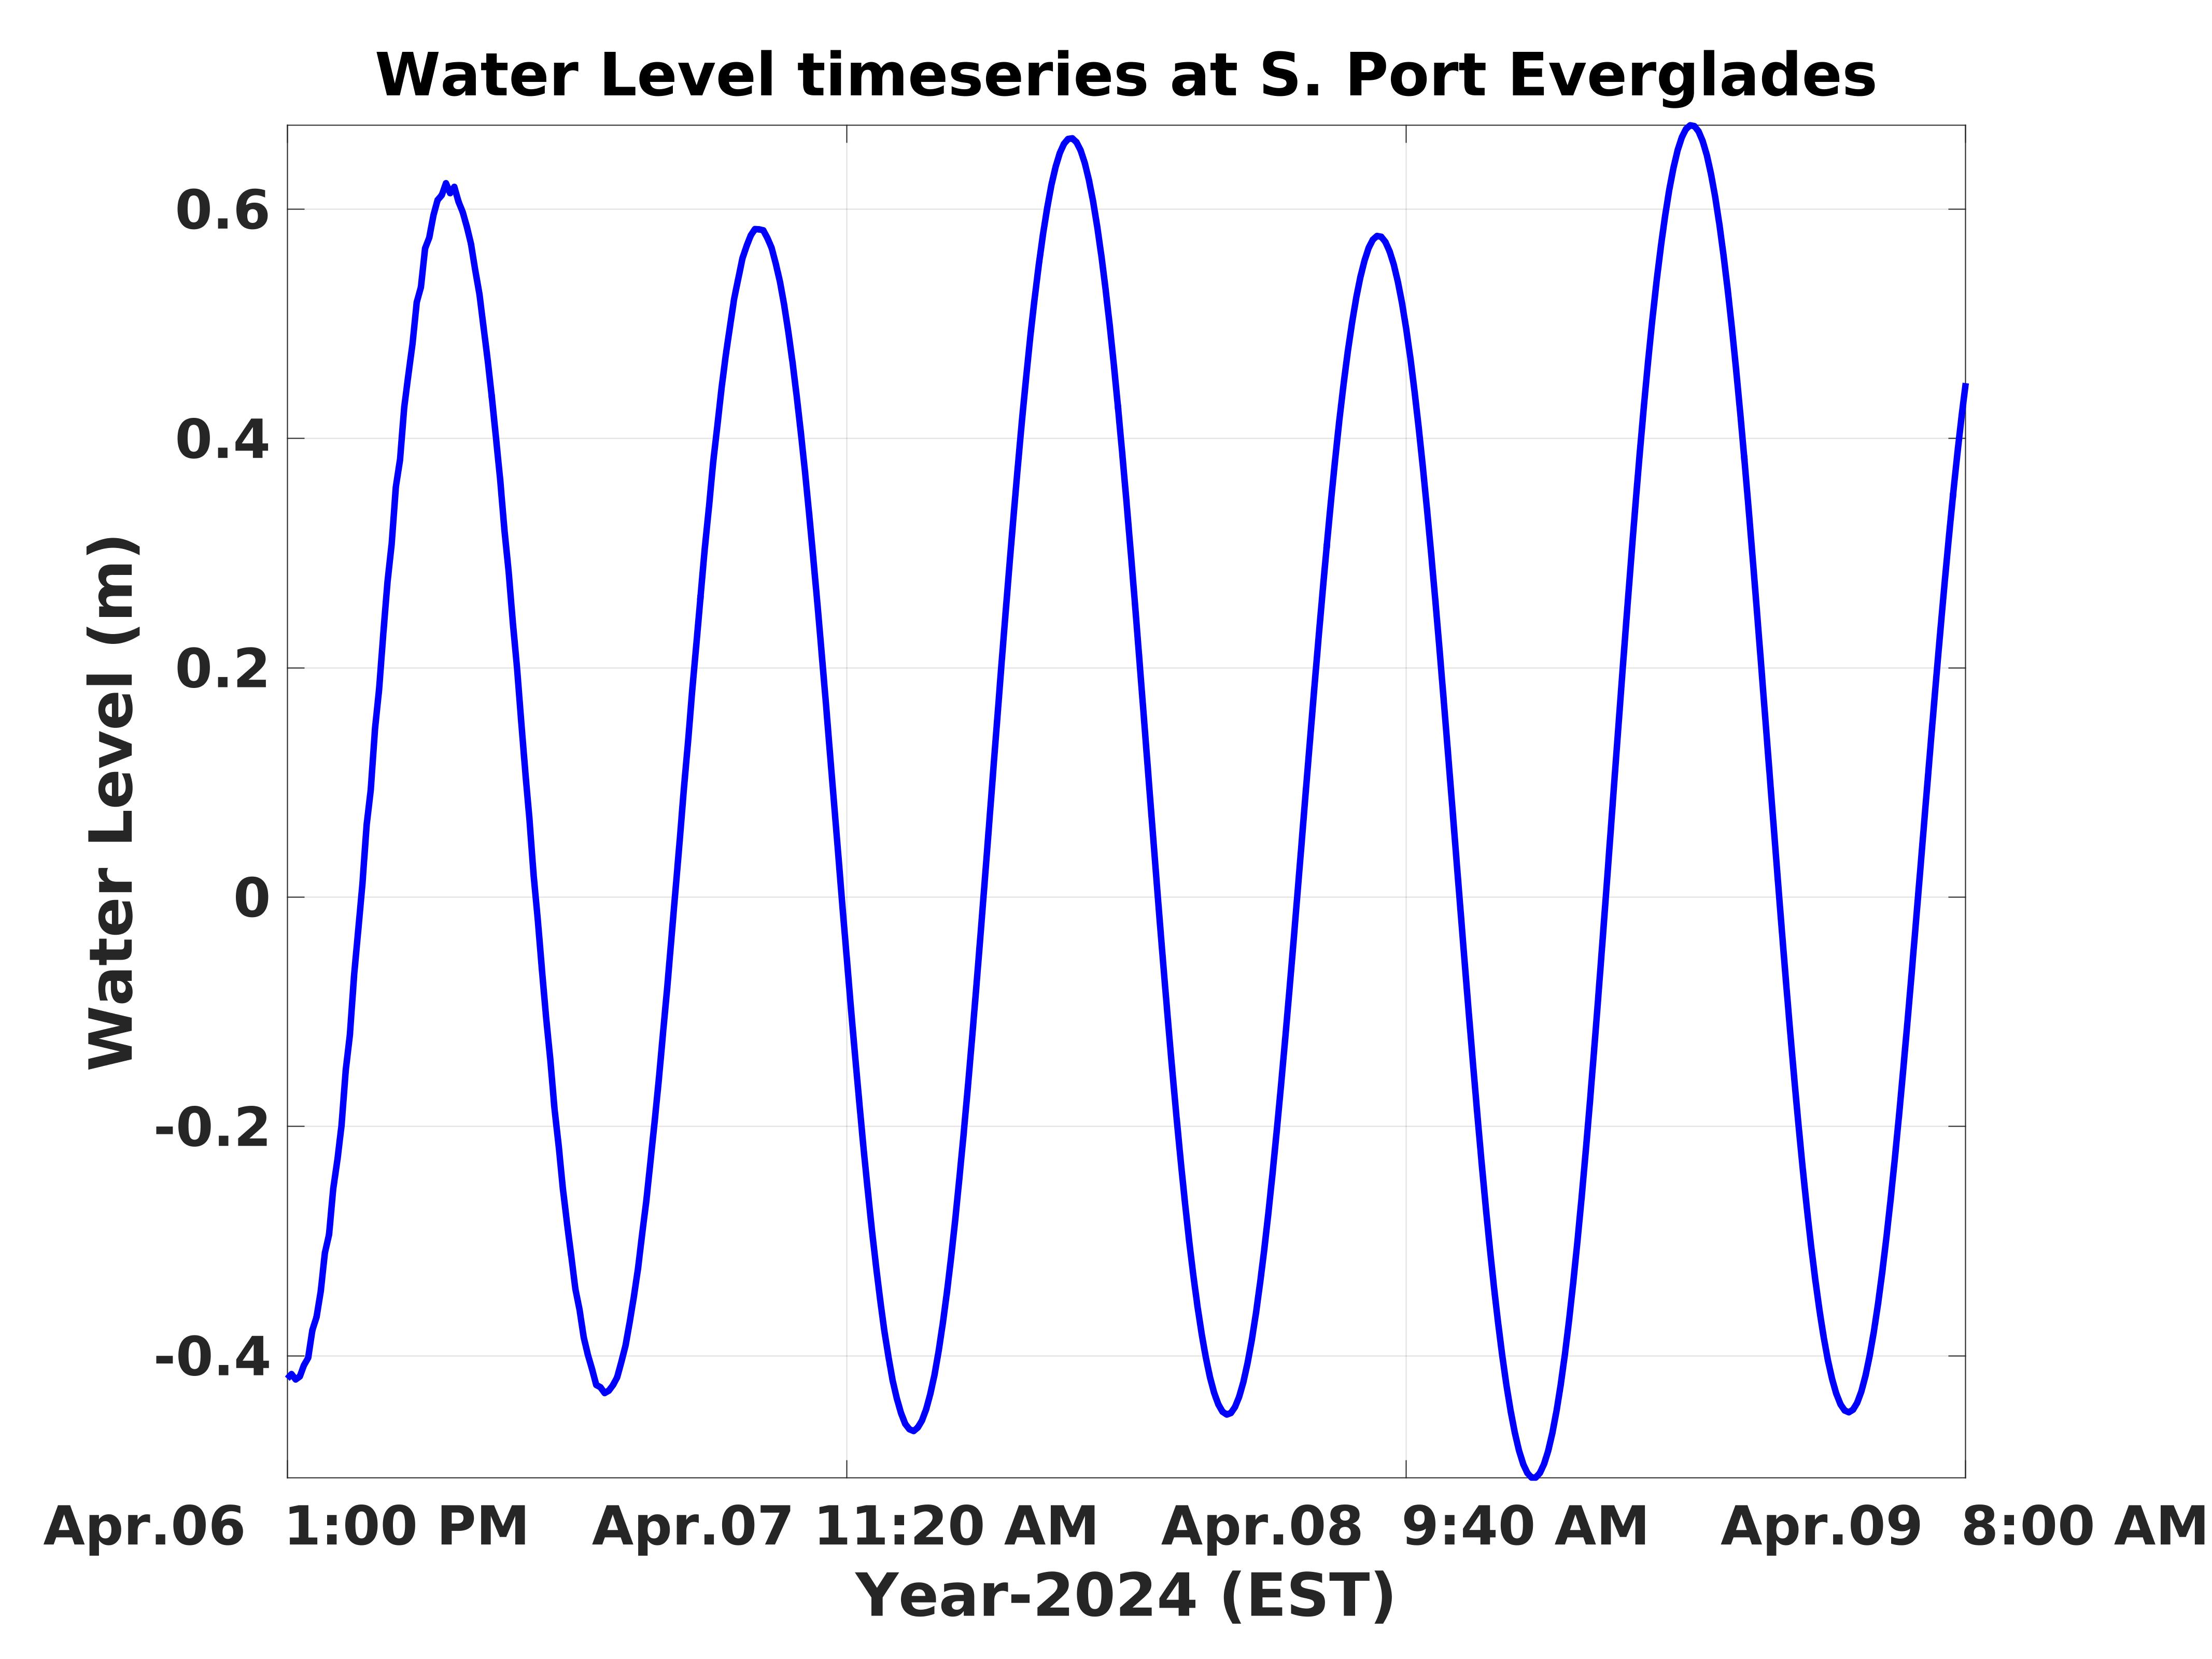 Water Level timeseries at S. Port Everglades
0.6
0.4
0.2
0
-0.2
-0.4
Water Level (m)
Apr.06 1:00 PM Apr.07 11:20 AM Apr.08 9:40 AM Apr.09 8:00 AM
Year-2024 (EST)